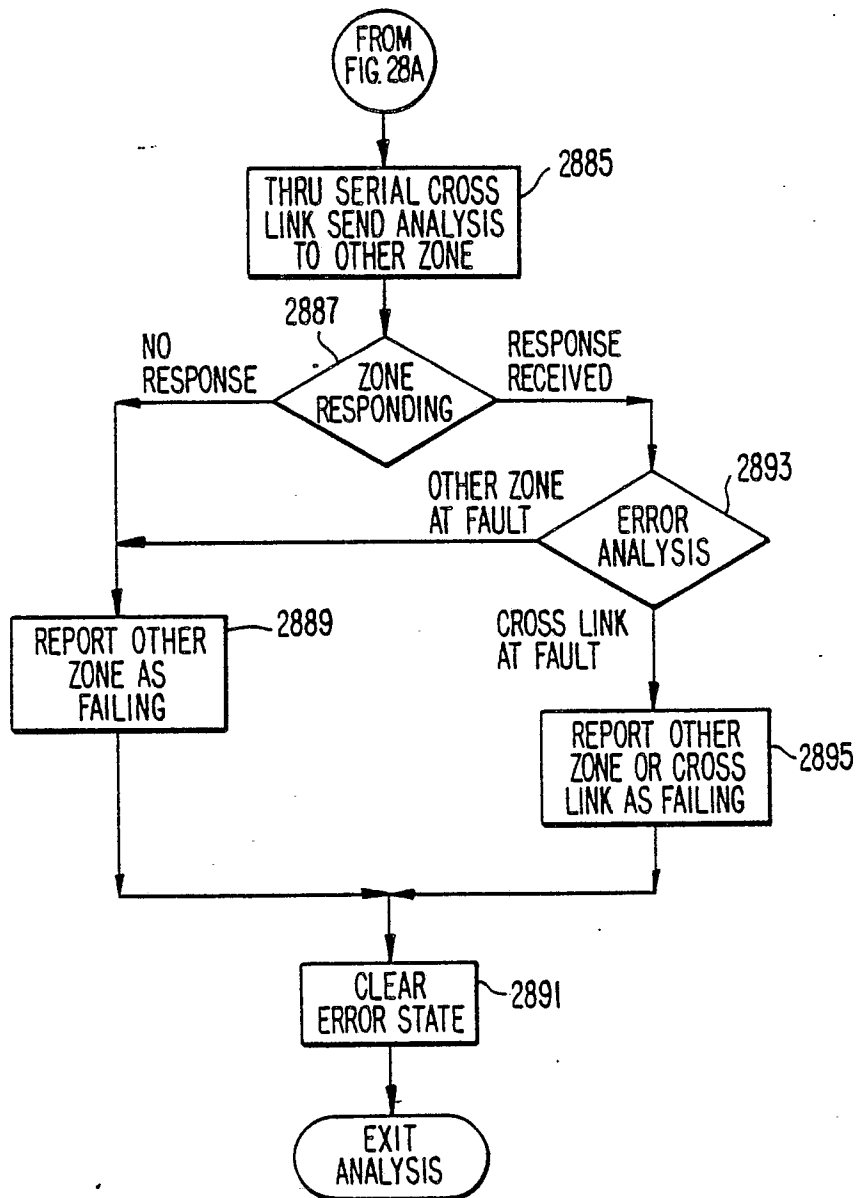 FROM
FIG. 28A
THRU SERIAL CROSS
LINK SEND ANALYSIS
TO OTHER ZONE
2885
2887
NO
RESPONSE
ZONE
RESPONDING
RESPONSE
RECEIVED
2893
OTHER ZONE
AT FAULT
ERROR
ANALYSIS
REPORT OTHER
ZONE AS
FAILING
2889
CROSS LINK
AT FAULT
REPORT OTHER
ZONE OR CROSS
LINK AS FAILING
2895
CLEAR
ERROR STATE
2891
EXIT
ANALYSIS